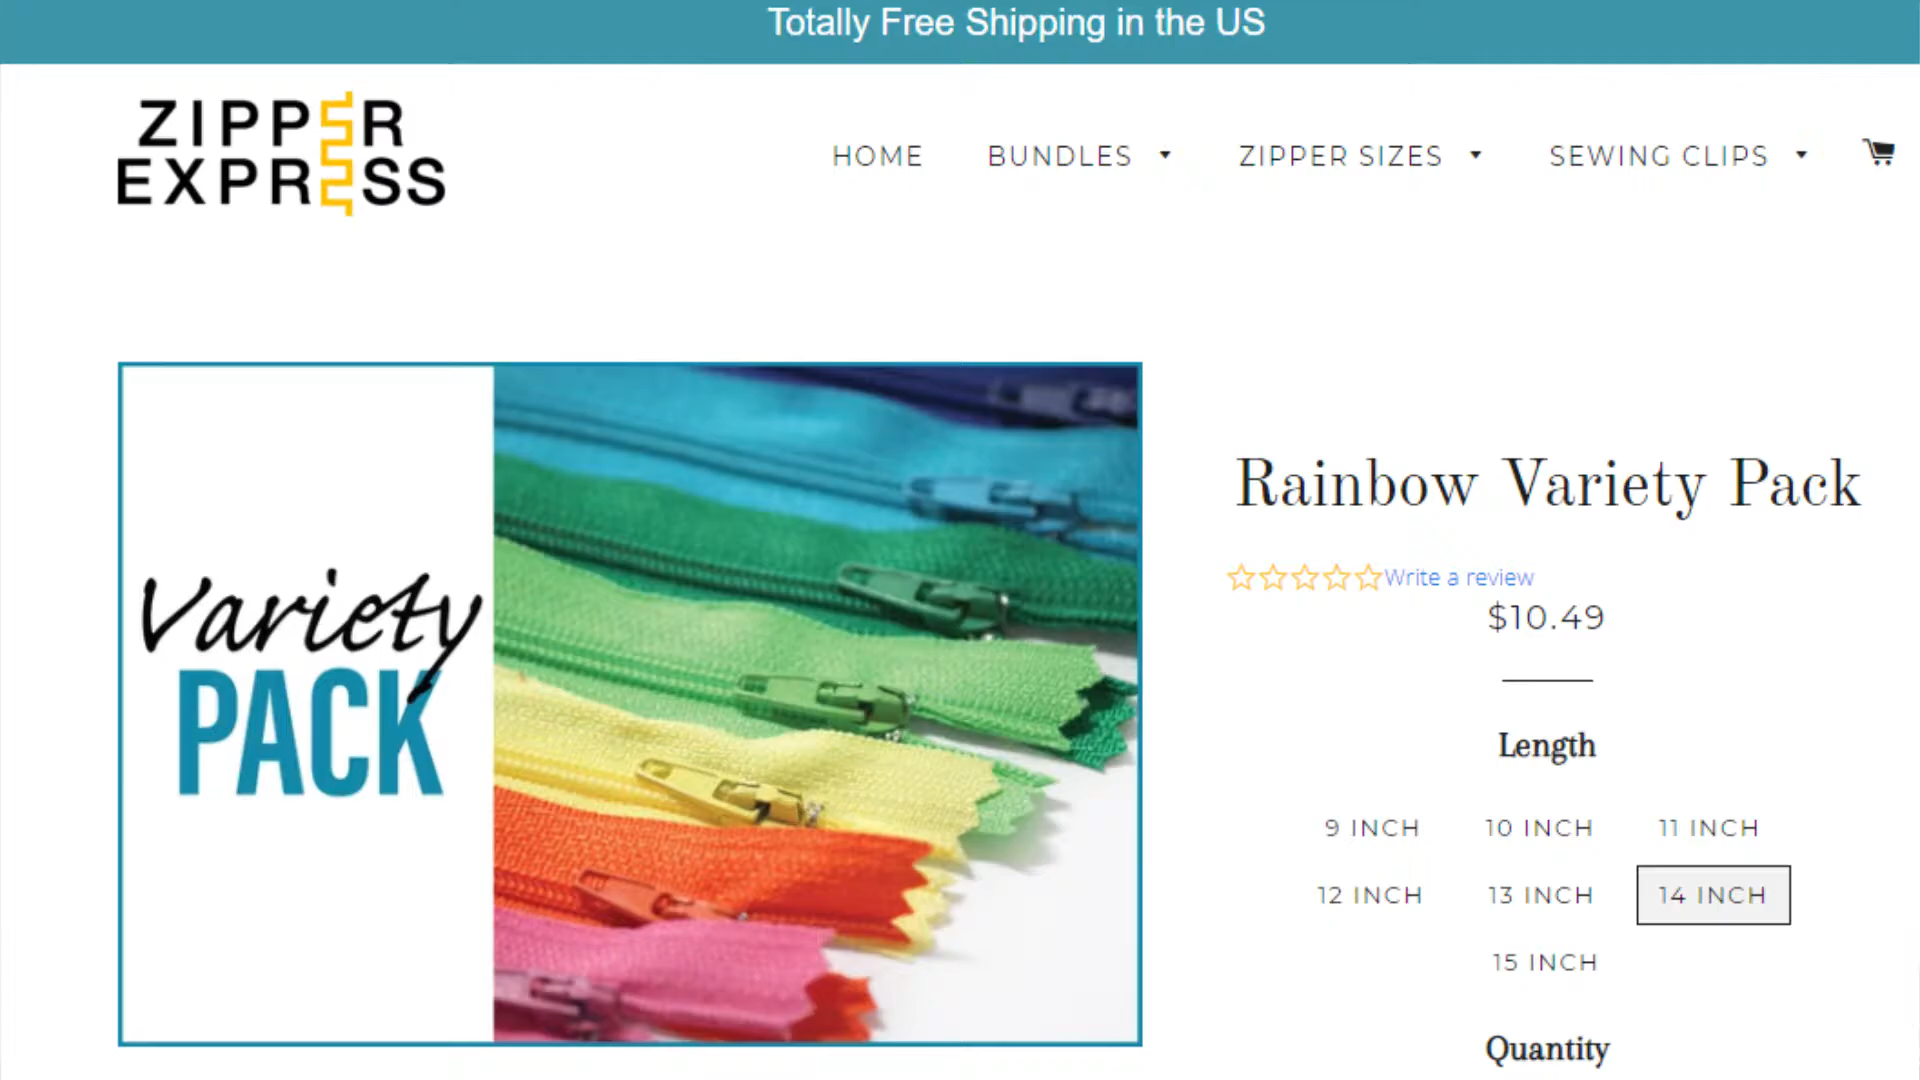 Totally Free Shipping in the US
ZIPPER
EXPRESS
HOME BUNDLES ZIPPER SIZES SEWING CLIPS
Variety
PACK
Rainbow Variety Pack
Write a review
$10.49
Length
9 INCH 10 INCH 11 INCH
12 INCH 13 INCH 14 INCH
15 INCH
Quantity